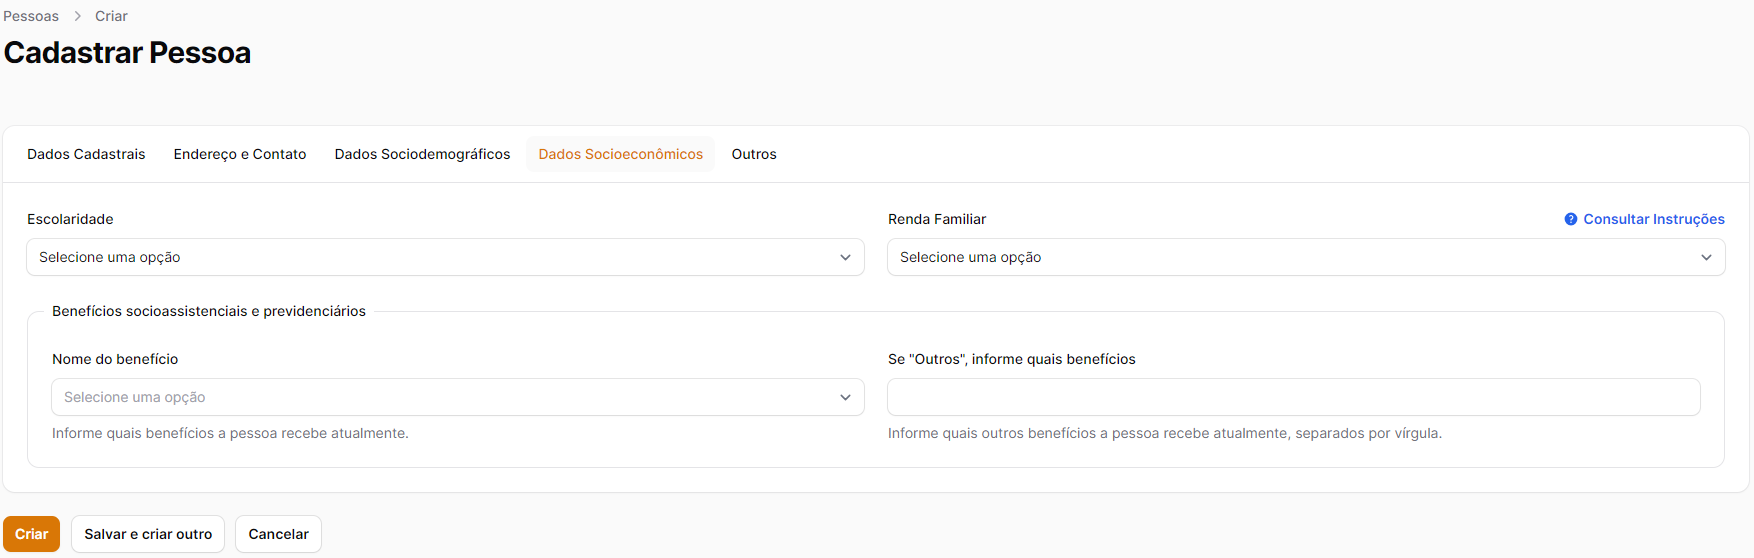 Pessoas > Criar
Cadastrar Pessoa
Dados Cadastrais Endereço e Contato Dados Sociodemográficos Dados Socioeconômicos Outros
Escolaridade Renda Familiar Consultar Instruções
Selecione uma opção Selecione uma opção
Benefícios socioassistenciais e previdenciários
Nome do benefício Se "Outros", informe quais benefícios
Selecione uma opção
Informe quais benefícios a pessoa recebe atualmente. Informe quais outros benefícios a pessoa recebe atualmente, separados por vírgula.
Criar Salvar e criar outro Cancelar